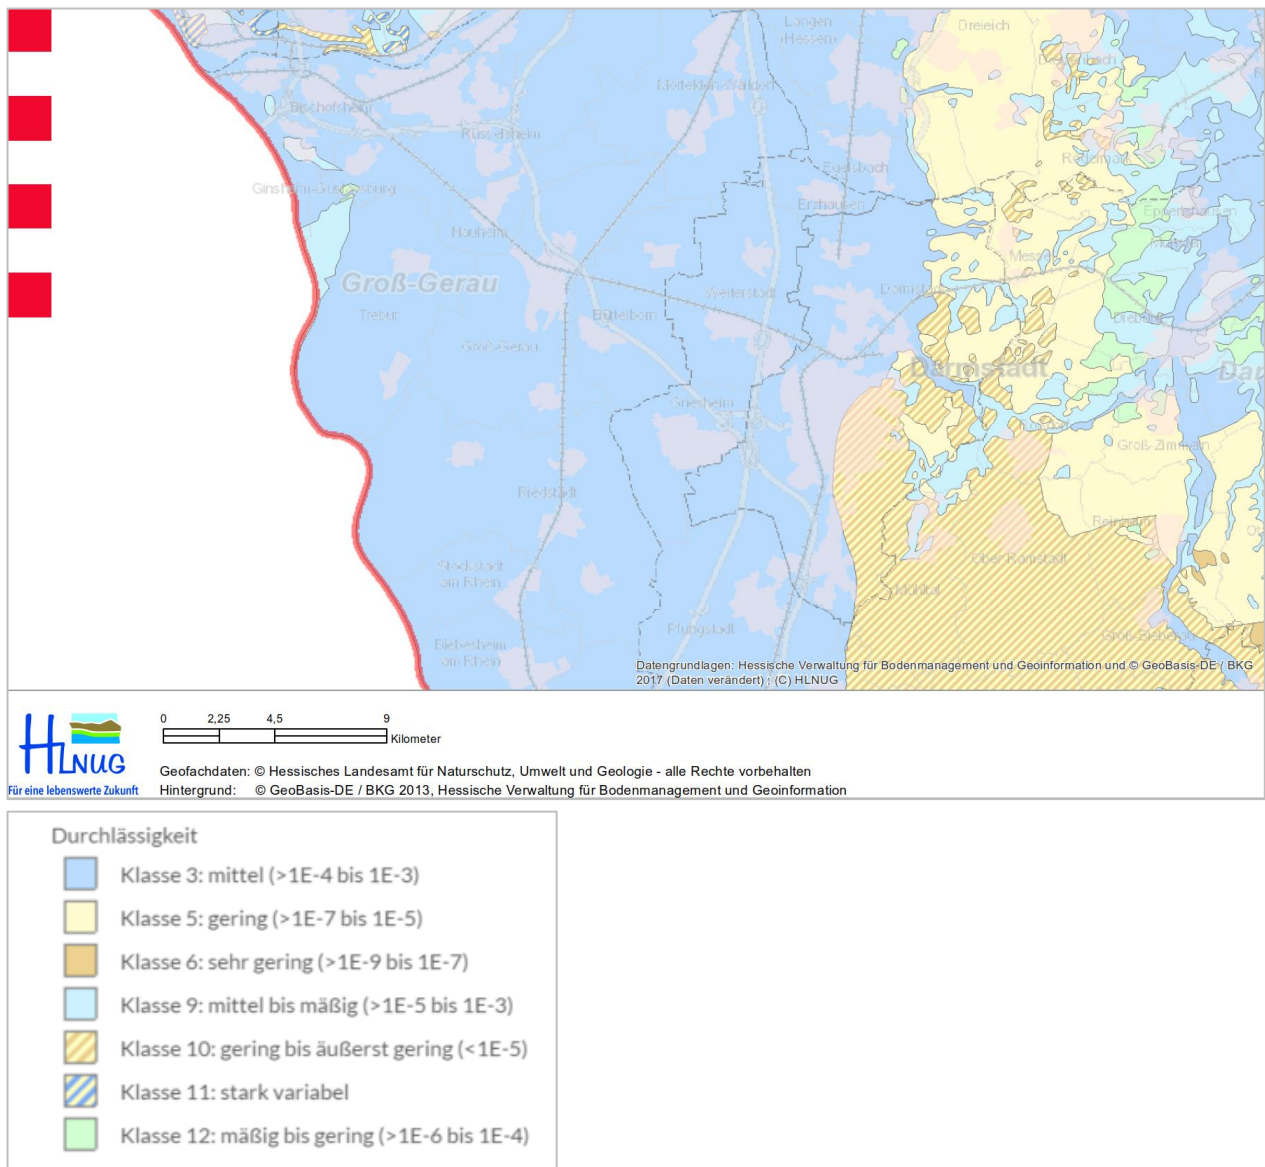 Langen
(Hessen)
Dreieich
Mörfelden-Walldorf
Bischofsheim
Rüsselsheim
Rödermark
Egelsbach
Ginsheim-Gustavsburg
Erzhausen
Eppertshausen
Nauheim
Münster
Messel
Groß-Gerau
Weiterstadt
Darmstadt
Trebur
Büttelborn
Dieburg
Groß-Gerau
Darmstadt
Dar
Griesheim
Groß-Zimmern
Riedstadt
Reinheim
Ot
Stockstadt
am Rhein
Ober-Ramstadt
Mühltal
Pfungstadt
Groß-Bieberau
Biebesheim
am Rhein
Datengrundlagen: Hessische Verwaltung für Bodenmanagement und Geoinformation und © GeoBasis-DE / BKG
2017 (Daten verändert) ; (C) HLNUG
HLNUG
Für eine lebenswerte Zukunft
0 2,25 4,5 9
Kilometer
Geofachdaten: © Hessisches Landesamt für Naturschutz, Umwelt und Geologie - alle Rechte vorbehalten
Hintergrund: © GeoBasis-DE / BKG 2013, Hessische Verwaltung für Bodenmanagement und Geoinformation
Durchlässigkeit
Klasse 3: mittel (>1E-4 bis 1E-3)
Klasse 5: gering (>1E-7 bis 1E-5)
Klasse 6: sehr gering (>1E-9 bis 1E-7)
Klasse 9: mittel bis mäßig (>1E-5 bis 1E-3)
Klasse 10: gering bis äußerst gering (<1E-5)
Klasse 11: stark variabel
Klasse 12: mäßig bis gering (>1E-6 bis 1E-4)